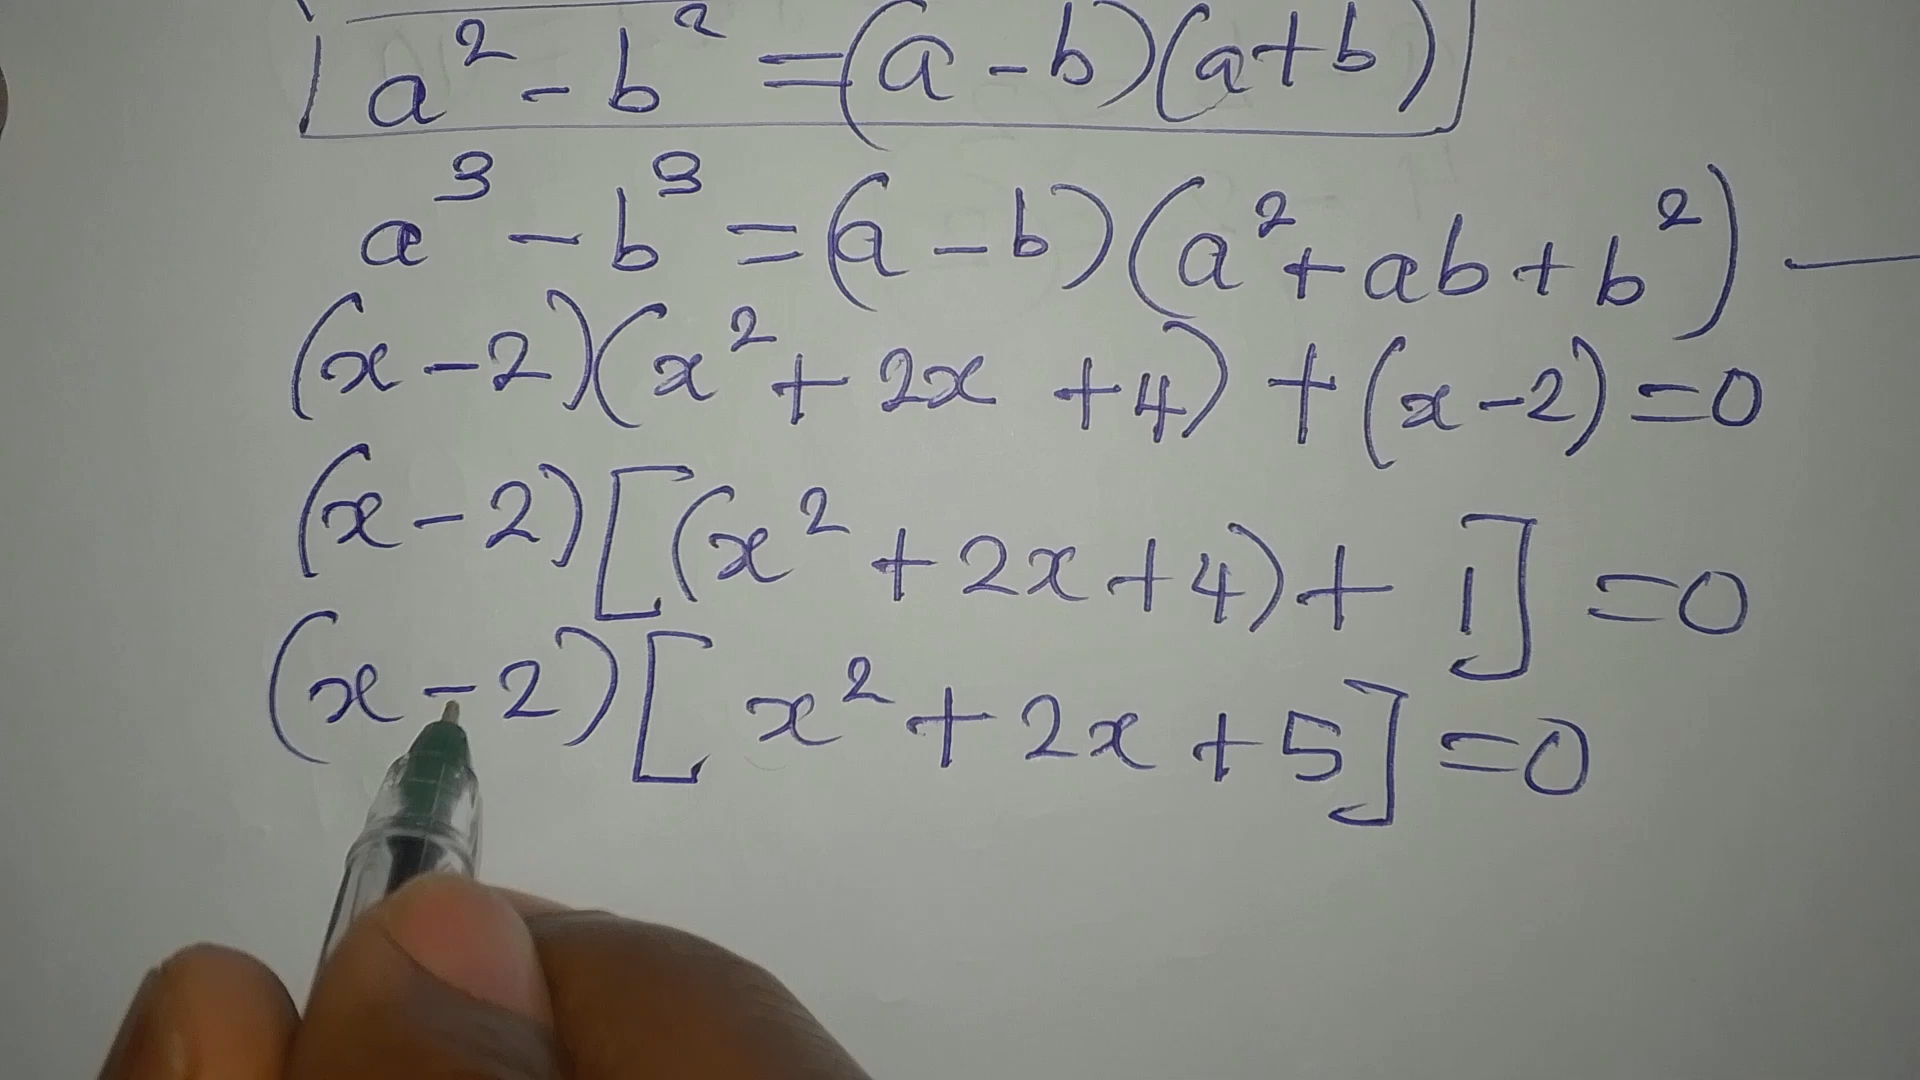 a² - b² = (a - b)(a + b)
a³ - b³ = (a - b)(a² + ab + b²) —
(x - 2)(x² + 2x + 4) + (x - 2) = 0
(x - 2)[(x² + 2x + 4) + 1] = 0
(x - 2)[x² + 2x + 5] = 0